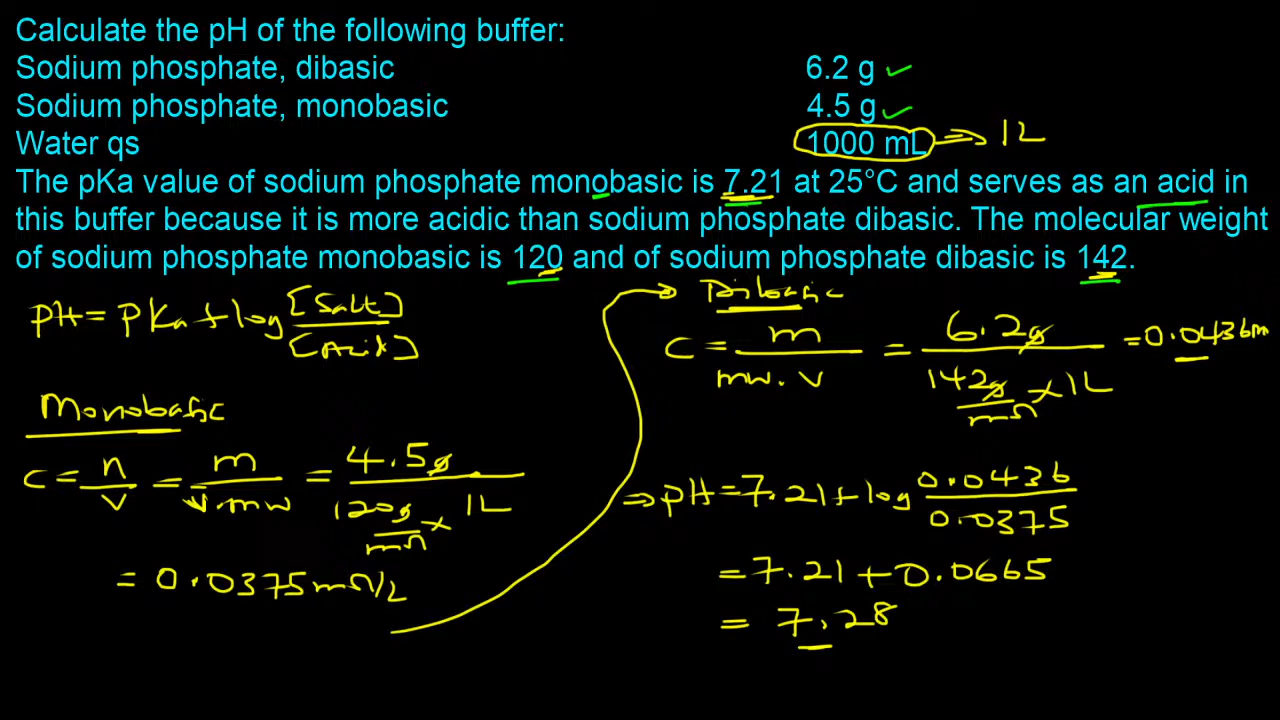 Calculate the pH of the following buffer:
Sodium phosphate, dibasic 6.2 g ✓
Sodium phosphate, monobasic 4.5 g ✓
Water qs 1000 mL ⇒ 1L
The pKa value of sodium phosphate monobasic is 7.21 at 25°C and serves as an acid in
this buffer because it is more acidic than sodium phosphate dibasic. The molecular weight
of sodium phosphate monobasic is 120 and of sodium phosphate dibasic is 142.
pH = pKa + log [Salt]/[Acid]
Monobasic
c = n/v = m/v.mw = 4.5g/(120g/mol × 1L)
= 0.0375mol/L
Dibasic
c = m/(mw.v) = 6.2g/(142g/mol × 1L) = 0.0436m
⇒ pH = 7.21 + log 0.0436/0.0375
= 7.21 + 0.0665
= 7.28